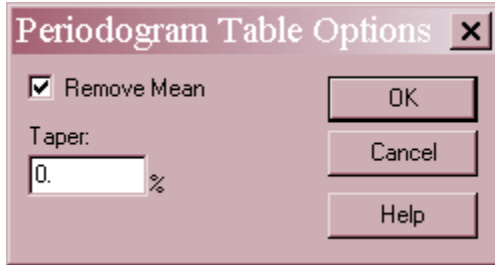 Periodogram Table Options
Remove Mean
OK
Taper:
Cancel
0.
%
Help